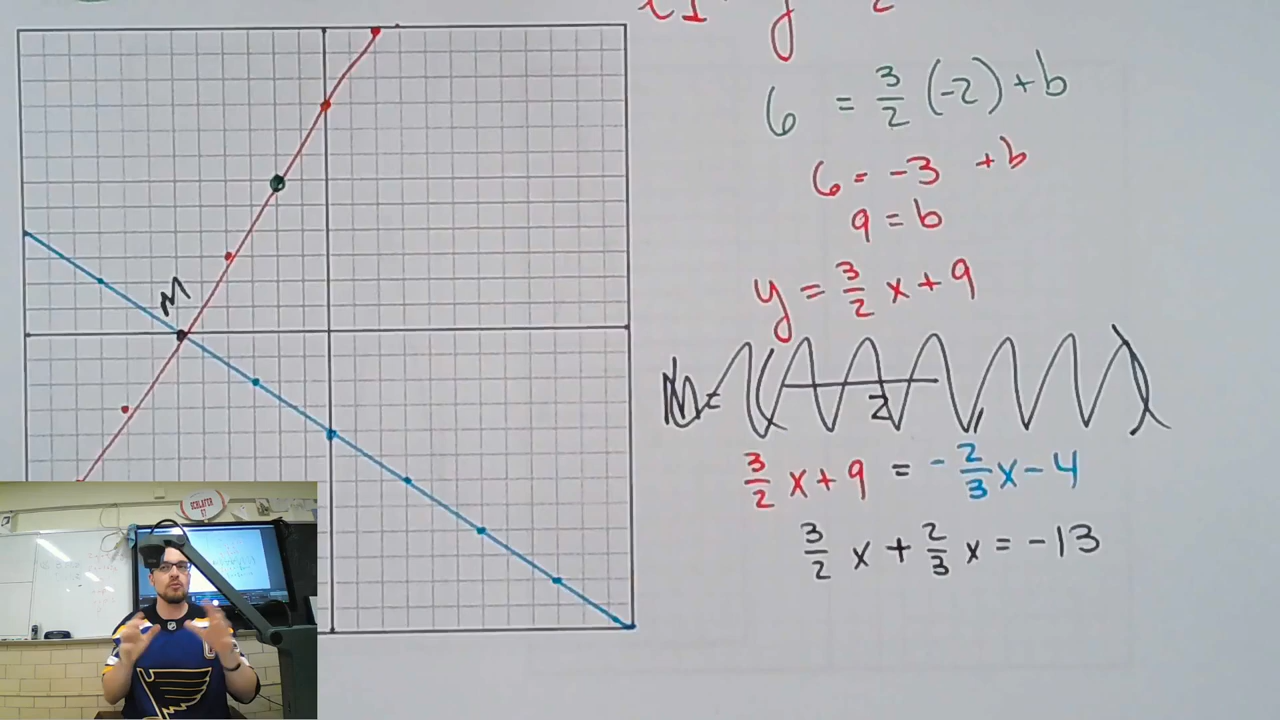 6 = 3/2 (-2) + b
6 = -3 + b
9 = b
y = 3/2 x + 9
M
2
3/2 x + 9 = -2/3 x - 4
3/2 x + 2/3 x = -13